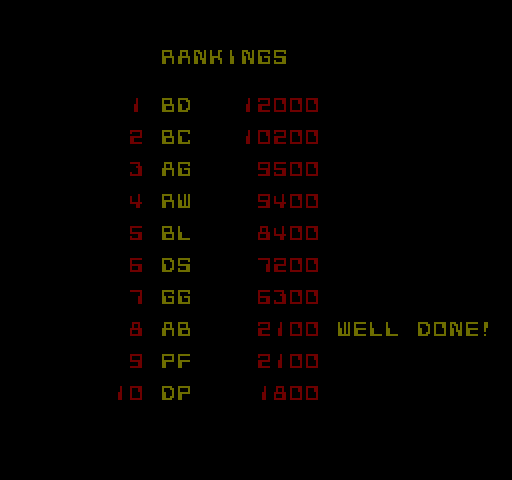 RANKINGS
1 BD 12000
2 BC 10200
3 AG 9500
4 AW 9400
5 BL 8400
6 DS 7200
7 GG 6300
8 AB 2100 WELL DONE!
9 PF 2100
10 DP 1800